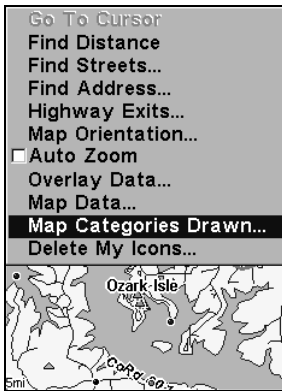 Go To Cursor
Find Distance
Find Streets...
Find Address...
Highway Exits...
Map Orientation...
Auto Zoom
Overlay Data...
Map Data...
Map Categories Drawn...
Delete My Icons...
Ozark Isle
CoRd
5mi